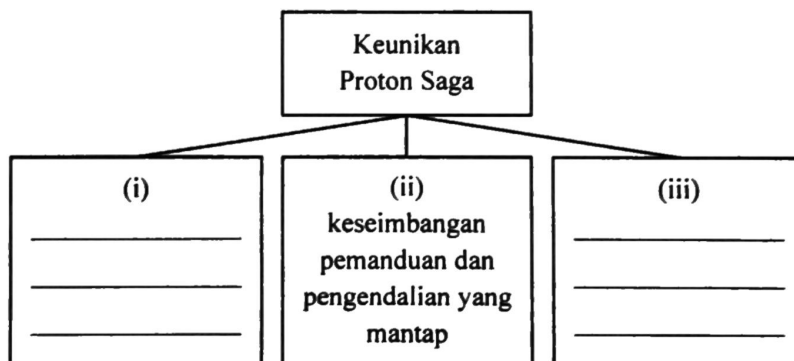 Keunikan
Proton Saga
(i)
(ii)
keseimbangan
pemanduan dan
pengendalian yang
mantap
(iii)